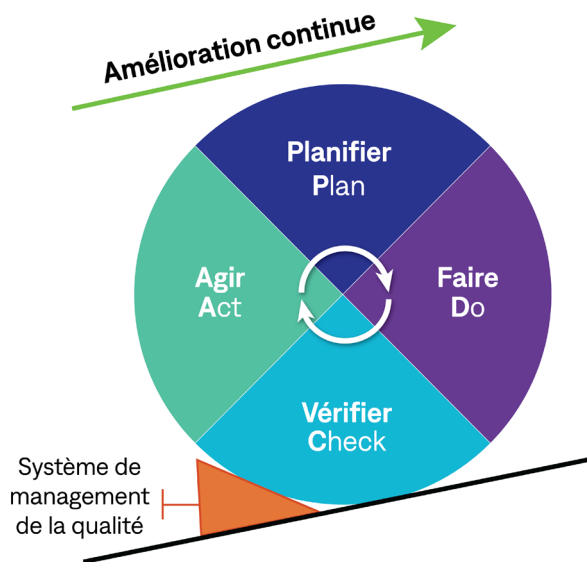 Amélioration continue
Planifier
Plan
Agir
Act
Faire
Do
Vérifier
Check
Système de
management
de la qualité